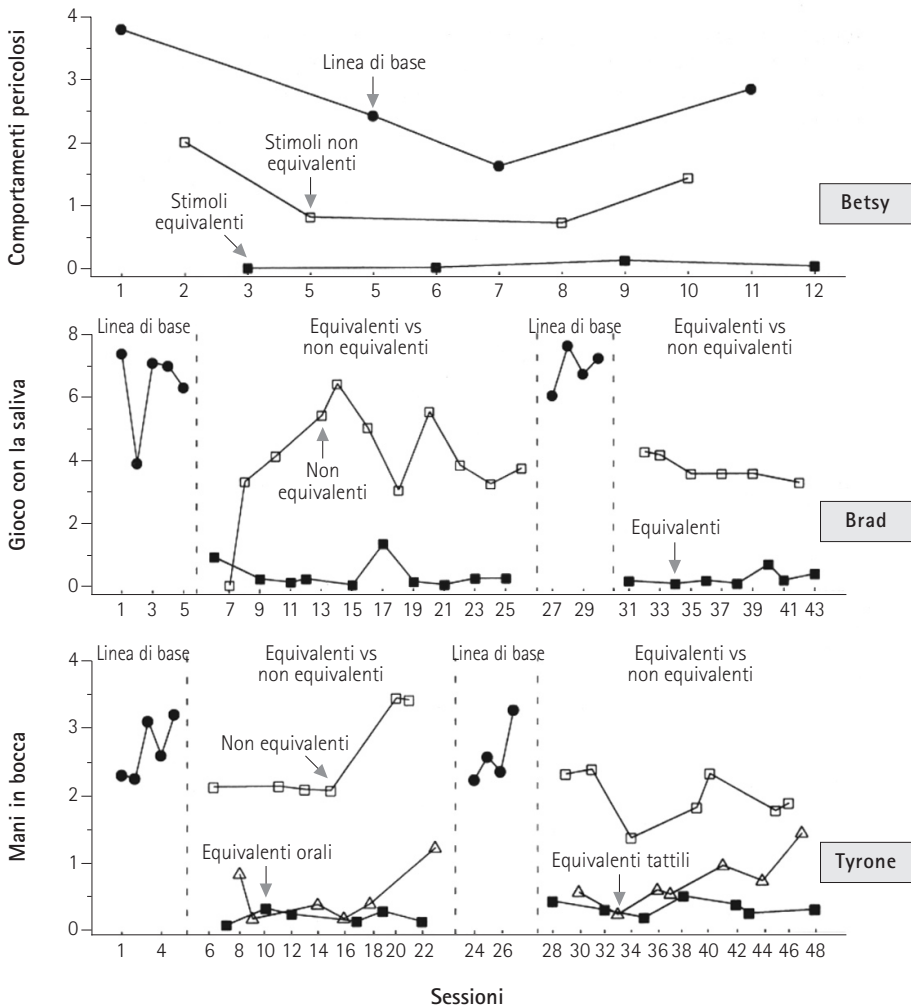 Comportamenti pericolosi
4
3
2
1
0
Linea di base
Stimoli non
equivalenti
Stimoli
equivalenti
Betsy
1 2 3 5 5 6 7 8 9 10 11 12
Gioco con la saliva
8
6
4
2
0
Linea di base
Equivalenti vs
non equivalenti
Linea di base
Equivalenti vs
non equivalenti
Non
equivalenti
Equivalenti
Brad
1 3 5 7 9 11 13 15 17 19 21 23 25 27 29 31 33 35 37 39 41 43
Mani in bocca
4
3
2
1
0
Linea di base
Equivalenti vs
non equivalenti
Linea di base
Equivalenti vs
non equivalenti
Non equivalenti
Equivalenti orali
Equivalenti tattili
Tyrone
1 4 6 8 10 12 14 16 18 20 22 24 26 28 30 32 34 36 38 40 42 44 46 48
Sessioni